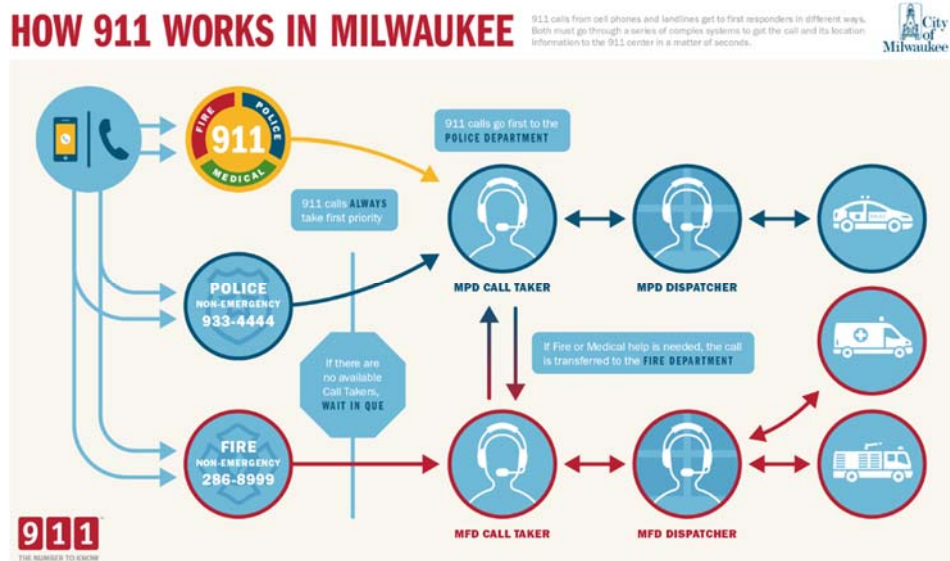 HOW 911 WORKS IN MILWAUKEE
911 calls from cell phones and landlines get to first responders in different ways.
Both must go through a series of complex systems to get the call and its location
information to the 911 center in a matter of seconds.
City
of
Milwaukee
FIRE
POLICE
911
MEDICAL
911 calls go first to the
POLICE DEPARTMENT
911 calls ALWAYS
take first priority
MPD CALL TAKER
MPD DISPATCHER
POLICE
NON-EMERGENCY
933-4444
If there are
no available
Call Takers,
WAIT IN QUE
If Fire or Medical help is needed, the call
is transferred to the FIRE DEPARTMENT
FIRE
NON-EMERGENCY
286-8999
MFD CALL TAKER
MFD DISPATCHER
911
THE NUMBER TO KNOW